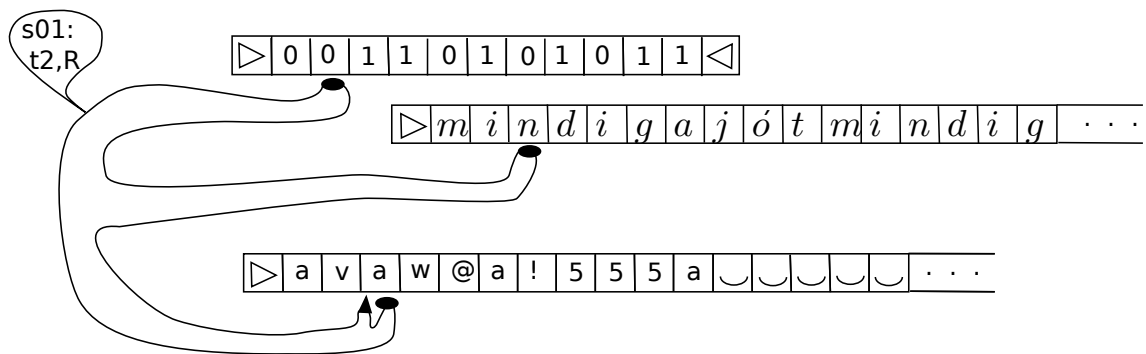 s01:
t2,R
▷ 0 0 1 1 0 1 0 1 0 1 1 ◁
▷ m i n d i g a j ó t m i n d i g · · ·
▷ a v a w @ a ! 5 5 5 a ⌣ ⌣ ⌣ ⌣ ⌣ · · ·